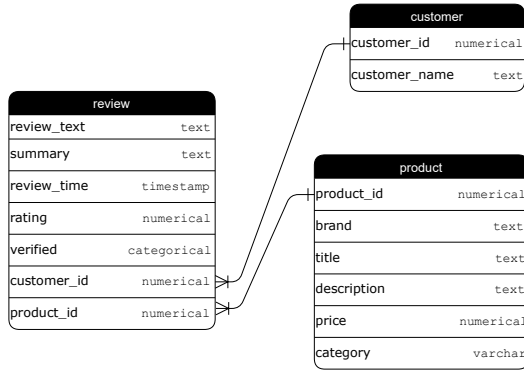 customer
customer_id numerical
customer_name text
review
review_text text
summary text
review_time timestamp
rating numerical
verified categorical
customer_id numerical
product_id numerical
product
product_id numerical
brand text
title text
description text
price numerical
category varchar